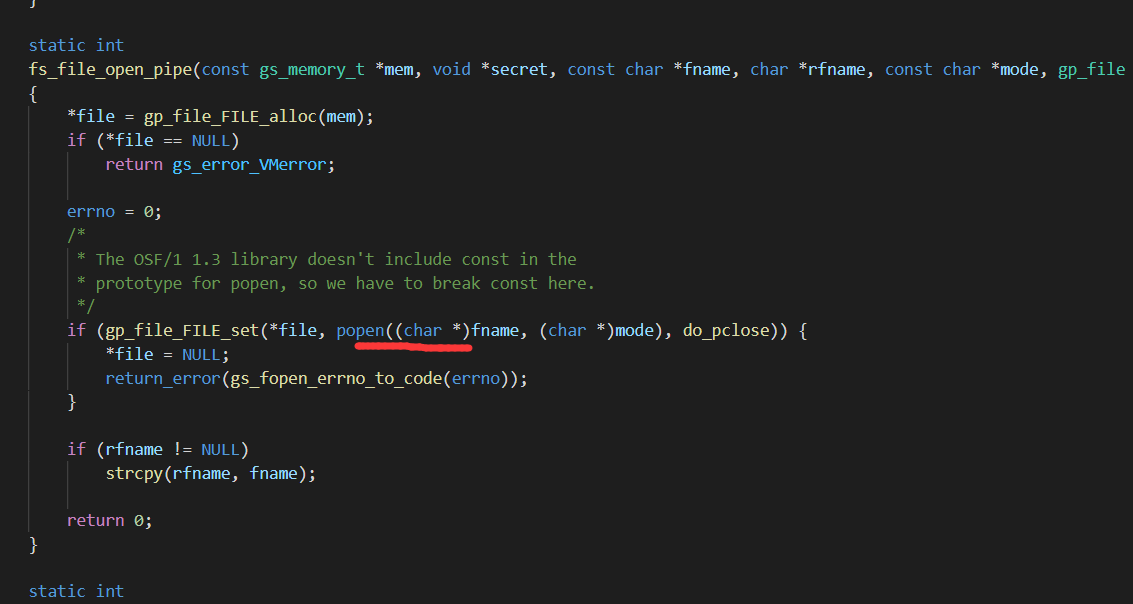 }
static int
fs_file_open_pipe(const gs_memory_t *mem, void *secret, const char *fname, char *rfname, const char *mode, gp_file
{
    *file = gp_file_FILE_alloc(mem);
    if (*file == NULL)
        return gs_error_VMerror;
    errno = 0;
    /*
     * The OSF/1 1.3 library doesn't include const in the
     * prototype for popen, so we have to break const here.
     */
    if (gp_file_FILE_set(*file, popen((char *)fname, (char *)mode), do_pclose)) {
        *file = NULL;
        return_error(gs_fopen_errno_to_code(errno));
    }
    if (rfname != NULL)
        strcpy(rfname, fname);
    return 0;
}
static int